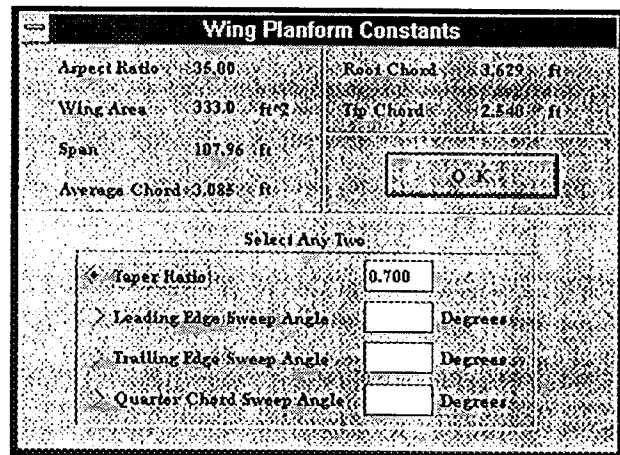 Wing Planform Constants
Aspect Ratio 35.00
Wing Area 333.0 ft^2
Span 107.96 ft
Average Chord 3.085 ft
Root Chord 3.629 ft
Tip Chord 2.540 ft
O K
Select Any Two
Taper Ratio 0.700
Leading Edge Sweep Angle Degrees
Trailing Edge Sweep Angle Degrees
Quarter Chord Sweep Angle Degrees